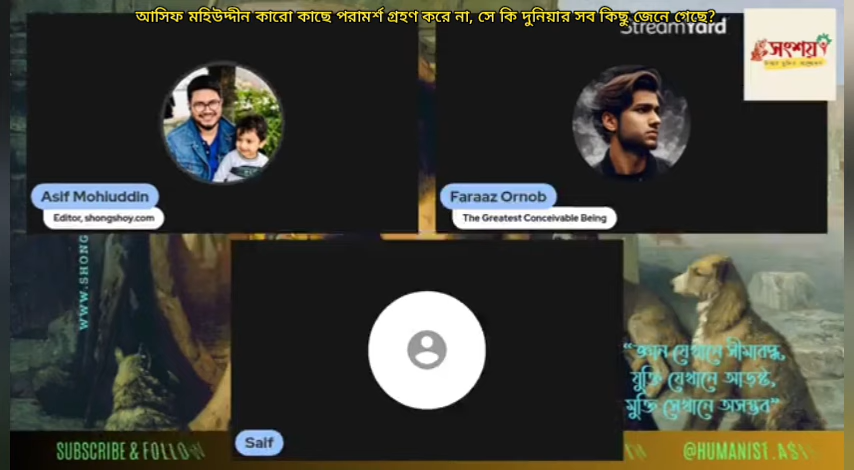 আসিফ মহিউদ্দীন কারো কাছে পরামর্শ গ্রহণ করে না, সে কি দুনিয়ার সব কিছু জেনে গেছে?
StreamYard
সংশয়
Asif Mohiuddin
Editor, shongshoy.com
Faraaz Ornob
The Greatest Conceivable Being
WWW.SHONG
"জ্ঞান যেখানে সীমাবদ্ধ,
যুক্তি যেখানে আড়ষ্ট,
মুক্তি সেখানে অসম্ভব"
Saif
SUBSCRIBE & FOLLOW
@HUMANIST.ASI